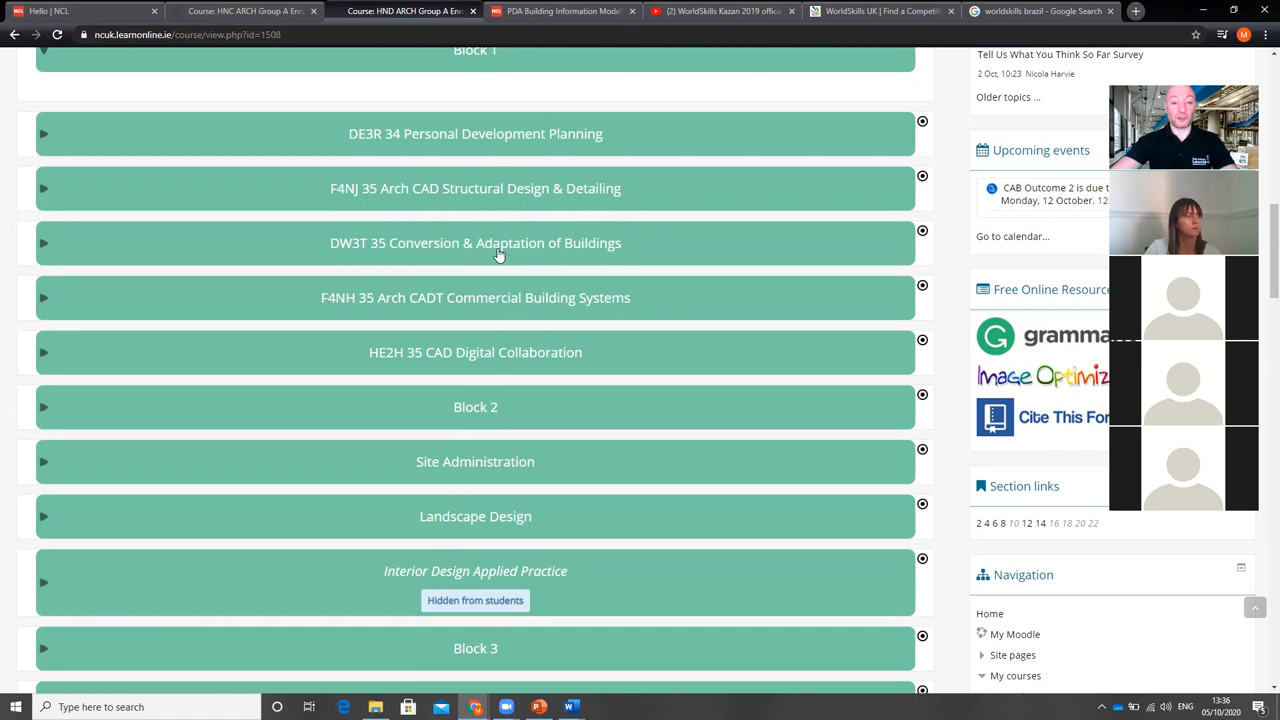 Hello | NCL
Course: HNC ARCH Group A Enr
Course: HND ARCH Group A Enr
PDA Building Information Model
(2) WorldSkills Kazan 2019 offici
WorldSkills UK | Find a Competit
worldskills brazil - Google Search
ncuk.learnonline.ie/course/view.php?id=1508
Block 1
DE3R 34 Personal Development Planning
F4NJ 35 Arch CAD Structural Design & Detailing
DW3T 35 Conversion & Adaptation of Buildings
F4NH 35 Arch CADT Commercial Building Systems
HE2H 35 CAD Digital Collaboration
Block 2
Site Administration
Landscape Design
Interior Design Applied Practice
Hidden from students
Block 3
Tell Us What You Think So Far Survey
2 Oct, 10:23 Nicola Harvie
Older topics ...
Upcoming events
CAB Outcome 2 is due t
Monday, 12 October, 12
Go to calendar...
Free Online Resource
gramma
Image Optimiz
Cite This For
Section links
2 4 6 8 10 12 14 16 18 20 22
Navigation
Home
My Moodle
Site pages
My courses
Type here to search
ENG
13:36
05/10/2020